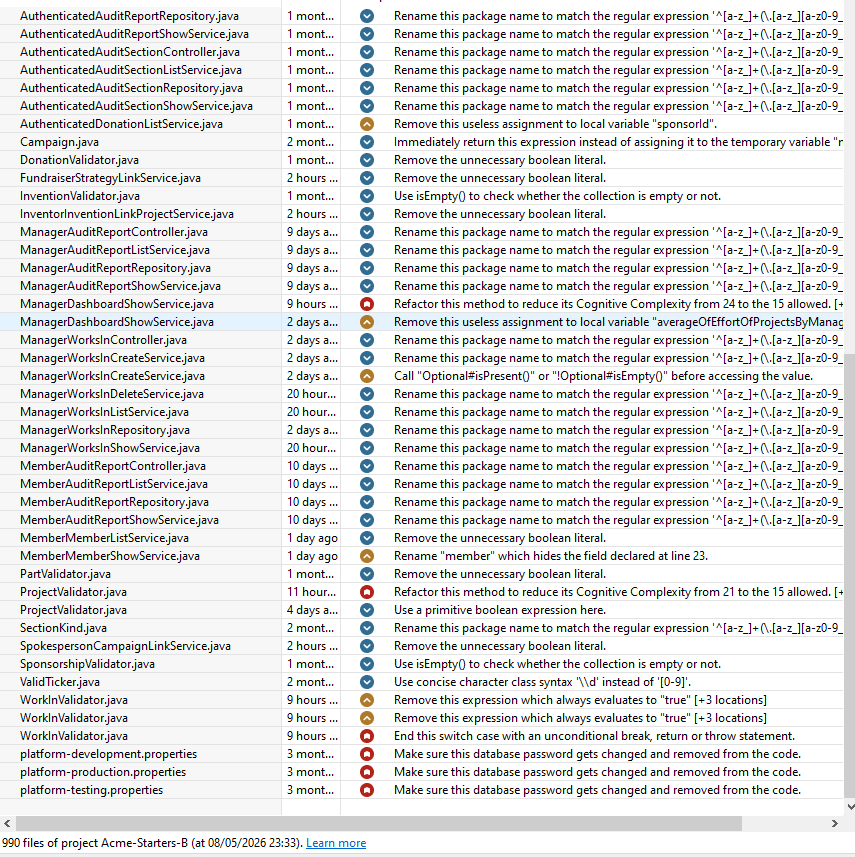 AuthenticatedAuditReportRepository.java 1 mont... Rename this package name to match the regular expression '^[a-z_]+(\.[a-z_][a-z0-9_
AuthenticatedAuditReportShowService.java 1 mont... Rename this package name to match the regular expression '^[a-z_]+(\.[a-z_][a-z0-9_
AuthenticatedAuditSectionController.java 1 mont... Rename this package name to match the regular expression '^[a-z_]+(\.[a-z_][a-z0-9_
AuthenticatedAuditSectionListService.java 1 mont... Rename this package name to match the regular expression '^[a-z_]+(\.[a-z_][a-z0-9_
AuthenticatedAuditSectionRepository.java 1 mont... Rename this package name to match the regular expression '^[a-z_]+(\.[a-z_][a-z0-9_
AuthenticatedAuditSectionShowService.java 1 mont... Rename this package name to match the regular expression '^[a-z_]+(\.[a-z_][a-z0-9_
AuthenticatedDonationListService.java 1 mont... Remove this useless assignment to local variable "sponsorId".
Campaign.java 2 mont... Immediately return this expression instead of assigning it to the temporary variable "r
DonationValidator.java 1 mont... Remove the unnecessary boolean literal.
FundraiserStrategyLinkService.java 2 hours ... Remove the unnecessary boolean literal.
InventionValidator.java 1 mont... Use isEmpty() to check whether the collection is empty or not.
InventorInventionLinkProjectService.java 2 hours ... Remove the unnecessary boolean literal.
ManagerAuditReportController.java 9 days a... Rename this package name to match the regular expression '^[a-z_]+(\.[a-z_][a-z0-9_
ManagerAuditReportListService.java 9 days a... Rename this package name to match the regular expression '^[a-z_]+(\.[a-z_][a-z0-9_
ManagerAuditReportRepository.java 9 days a... Rename this package name to match the regular expression '^[a-z_]+(\.[a-z_][a-z0-9_
ManagerAuditReportShowService.java 9 days a... Rename this package name to match the regular expression '^[a-z_]+(\.[a-z_][a-z0-9_
ManagerDashboardShowService.java 9 hours ... Refactor this method to reduce its Cognitive Complexity from 24 to the 15 allowed. [+
ManagerDashboardShowService.java 2 days a... Remove this useless assignment to local variable "averageOfEffortOfProjectsByManag
ManagerWorksInController.java 2 days a... Rename this package name to match the regular expression '^[a-z_]+(\.[a-z_][a-z0-9_
ManagerWorksInCreateService.java 2 days a... Rename this package name to match the regular expression '^[a-z_]+(\.[a-z_][a-z0-9_
ManagerWorksInCreateService.java 2 days a... Call "Optional#isPresent()" or "!Optional#isEmpty()" before accessing the value.
ManagerWorksInDeleteService.java 20 hour... Rename this package name to match the regular expression '^[a-z_]+(\.[a-z_][a-z0-9_
ManagerWorksInListService.java 20 hour... Rename this package name to match the regular expression '^[a-z_]+(\.[a-z_][a-z0-9_
ManagerWorksInRepository.java 2 days a... Rename this package name to match the regular expression '^[a-z_]+(\.[a-z_][a-z0-9_
ManagerWorksInShowService.java 20 hour... Rename this package name to match the regular expression '^[a-z_]+(\.[a-z_][a-z0-9_
MemberAuditReportController.java 10 days ... Rename this package name to match the regular expression '^[a-z_]+(\.[a-z_][a-z0-9_
MemberAuditReportListService.java 10 days ... Rename this package name to match the regular expression '^[a-z_]+(\.[a-z_][a-z0-9_
MemberAuditReportRepository.java 10 days ... Rename this package name to match the regular expression '^[a-z_]+(\.[a-z_][a-z0-9_
MemberAuditReportShowService.java 10 days ... Rename this package name to match the regular expression '^[a-z_]+(\.[a-z_][a-z0-9_
MemberMemberListService.java 1 day ago Remove the unnecessary boolean literal.
MemberMemberShowService.java 1 day ago Rename "member" which hides the field declared at line 23.
PartValidator.java 1 mont... Remove the unnecessary boolean literal.
ProjectValidator.java 11 hour... Refactor this method to reduce its Cognitive Complexity from 21 to the 15 allowed. [+
ProjectValidator.java 4 days a... Use a primitive boolean expression here.
SectionKind.java 2 mont... Rename this package name to match the regular expression '^[a-z_]+(\.[a-z_][a-z0-9_
SpokespersonCampaignLinkService.java 2 hours ... Remove the unnecessary boolean literal.
SponsorshipValidator.java 1 mont... Use isEmpty() to check whether the collection is empty or not.
ValidTicker.java 2 mont... Use concise character class syntax '\\d' instead of '[0-9]'.
WorkInValidator.java 9 hours ... Remove this expression which always evaluates to "true" [+3 locations]
WorkInValidator.java 9 hours ... Remove this expression which always evaluates to "true" [+3 locations]
WorkInValidator.java 9 hours ... End this switch case with an unconditional break, return or throw statement.
platform-development.properties 3 mont... Make sure this database password gets changed and removed from the code.
platform-production.properties 3 mont... Make sure this database password gets changed and removed from the code.
platform-testing.properties 3 mont... Make sure this database password gets changed and removed from the code.
990 files of project Acme-Starters-B (at 08/05/2026 23:33). Learn more